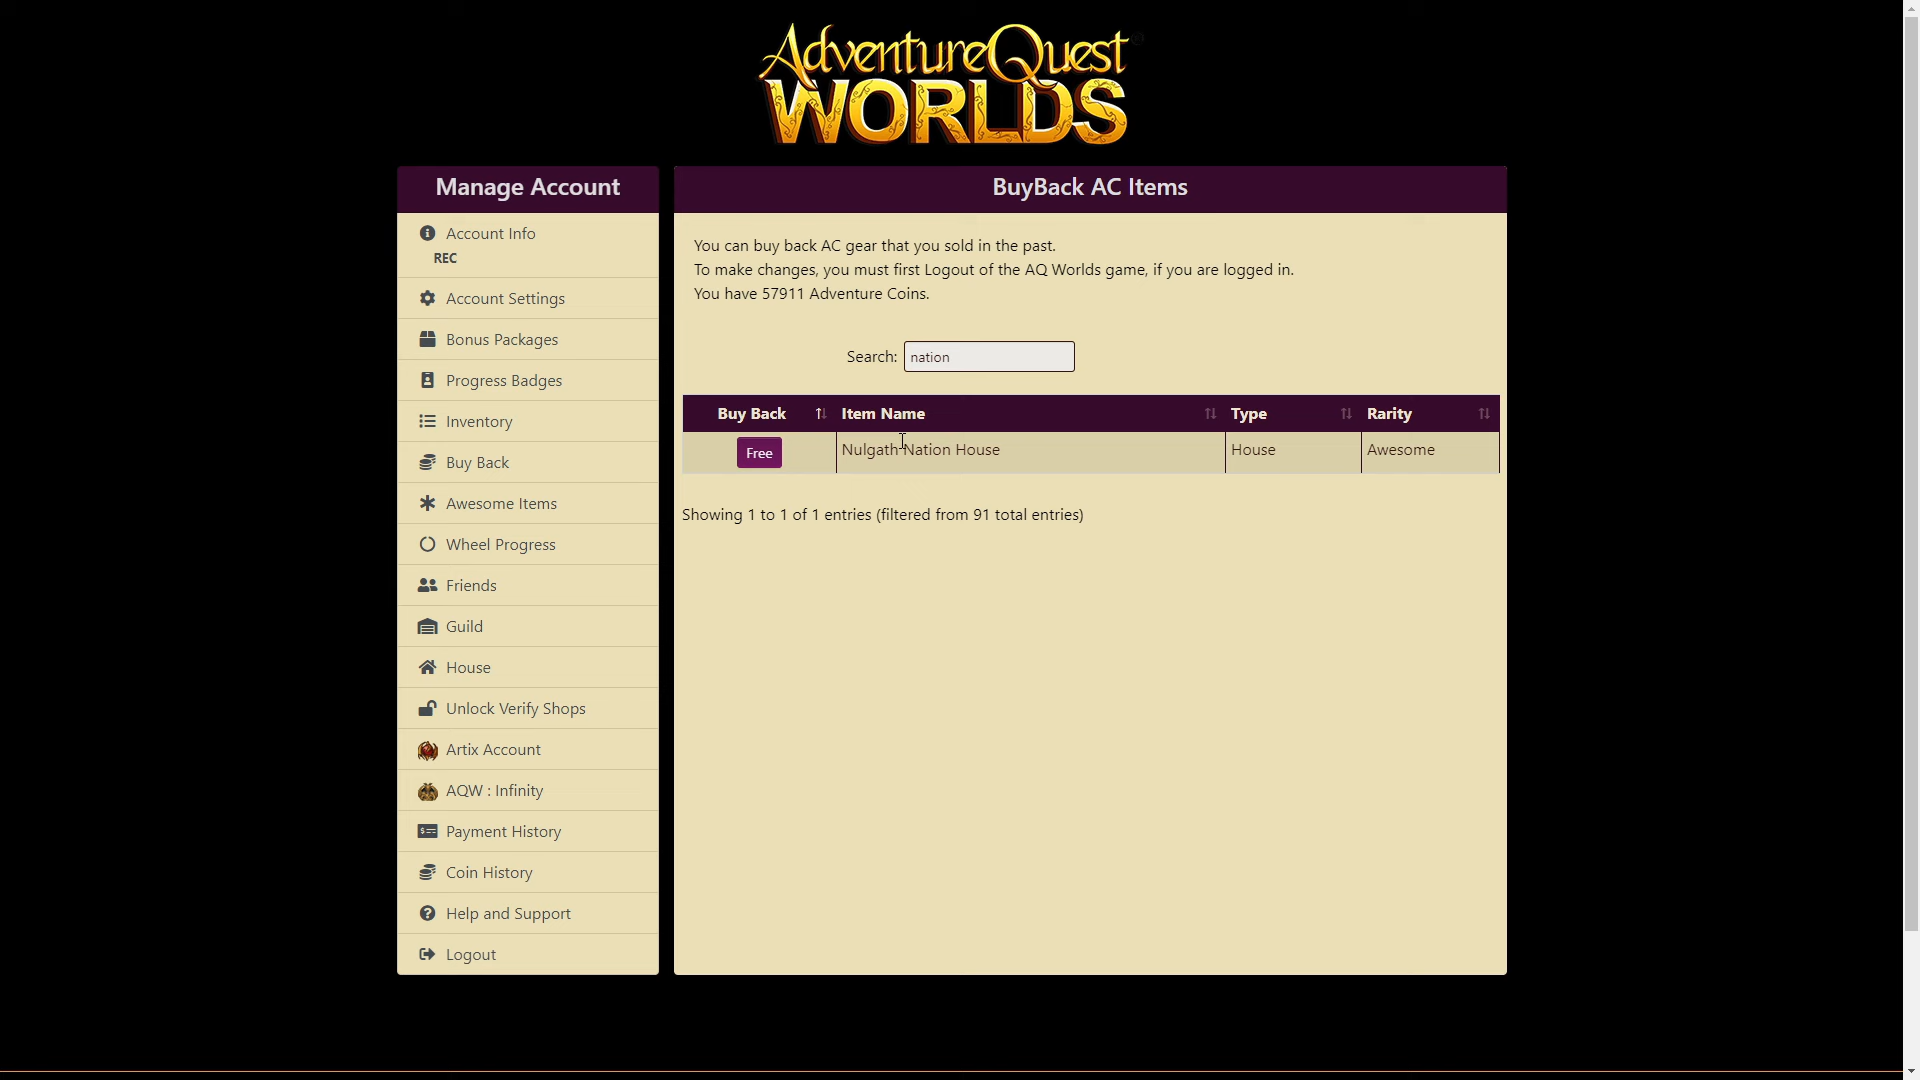 AdventureQuest
WORLDS
Manage Account
Account Info
REC
Account Settings
Bonus Packages
Progress Badges
Inventory
Buy Back
Awesome Items
Wheel Progress
Friends
Guild
House
Unlock Verify Shops
Artix Account
AQW : Infinity
Payment History
Coin History
Help and Support
Logout
BuyBack AC Items
You can buy back AC gear that you sold in the past.
To make changes, you must first Logout of the AQ Worlds game, if you are logged in.
You have 57911 Adventure Coins.
Search: nation
Buy Back Item Name Type Rarity
Free Nulgath Nation House House Awesome
Showing 1 to 1 of 1 entries (filtered from 91 total entries)